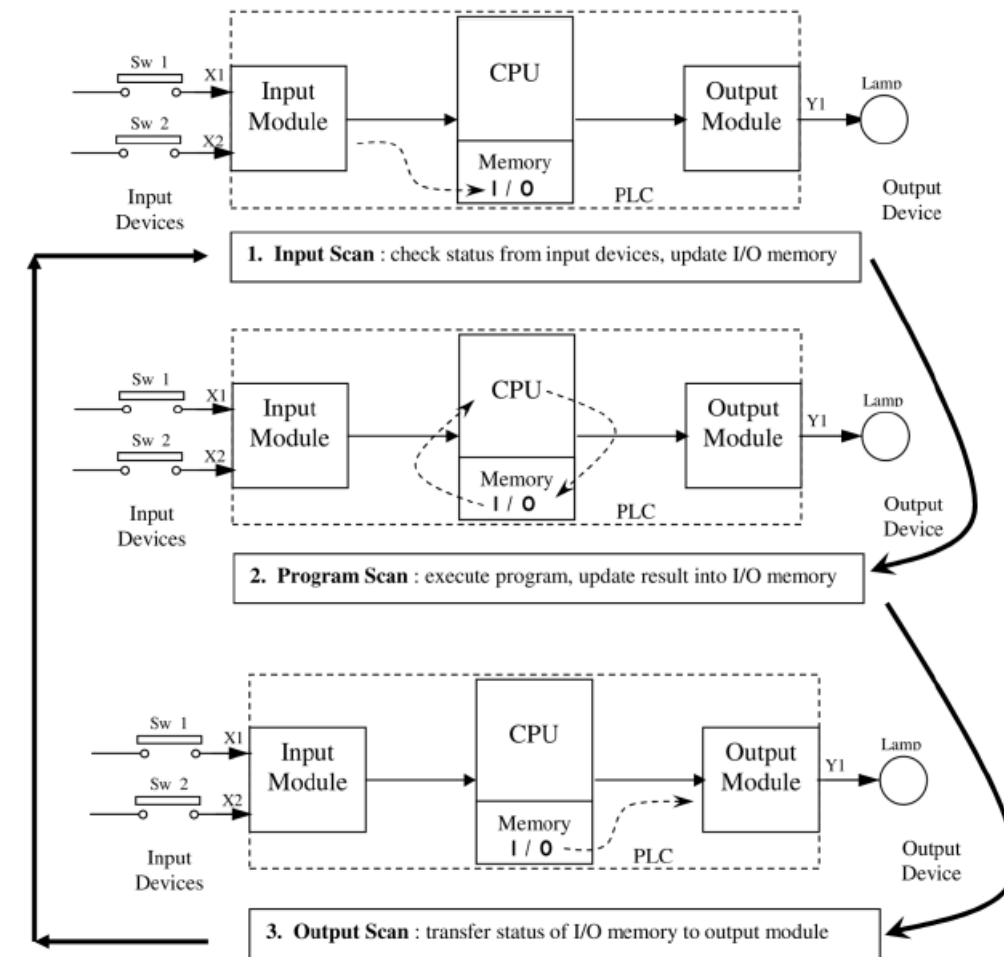 Sw 1
X1
Sw 2
X2
Input
Devices
Input
Module
CPU
Memory
I / O
PLC
Output
Module
Y1
Lamp
Output
Device
1. Input Scan : check status from input devices, update I/O memory
Sw 1
X1
Sw 2
X2
Input
Devices
Input
Module
CPU
Memory
I / O
PLC
Output
Module
Y1
Lamp
Output
Device
2. Program Scan : execute program, update result into I/O memory
Sw 1
X1
Sw 2
X2
Input
Devices
Input
Module
CPU
Memory
I / O
PLC
Output
Module
Y1
Lamp
Output
Device
3. Output Scan : transfer status of I/O memory to output module